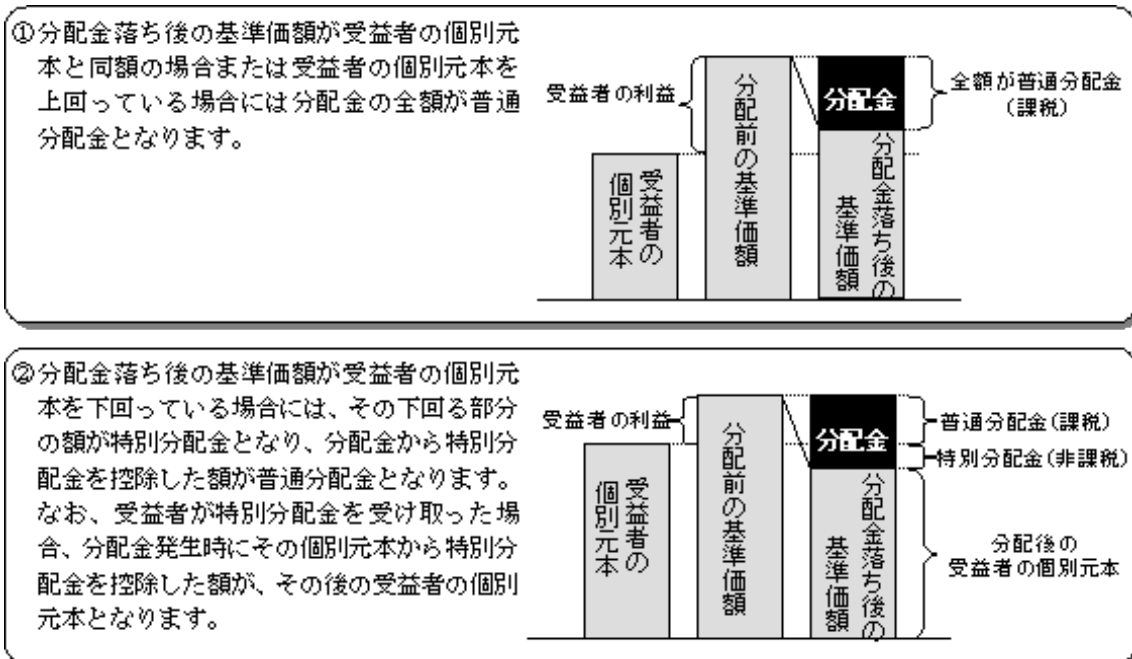 ①分配金落ち後の基準価額が受益者の個別元
本と同額の場合または受益者の個別元本を
上回っている場合には分配金の全額が普通
分配金となります。
受益者の利益
受益者の
個別元本
分配前の基準価額
分配金
分配金落ち後の
基準価額
全額が普通分配金
(課税)
②分配金落ち後の基準価額が受益者の個別元
本を下回っている場合には、その下回る部分
の額が特別分配金となり、分配金から特別分
配金を控除した額が普通分配金となります。
なお、受益者が特別分配金を受け取った場
合、分配金発生時にその個別元本から特別分
配金を控除した額が、その後の受益者の個別
元本となります。
受益者の利益
受益者の
個別元本
分配前の基準価額
分配金
分配金落ち後の
基準価額
普通分配金(課税)
特別分配金(非課税)
分配後の
受益者の個別元本